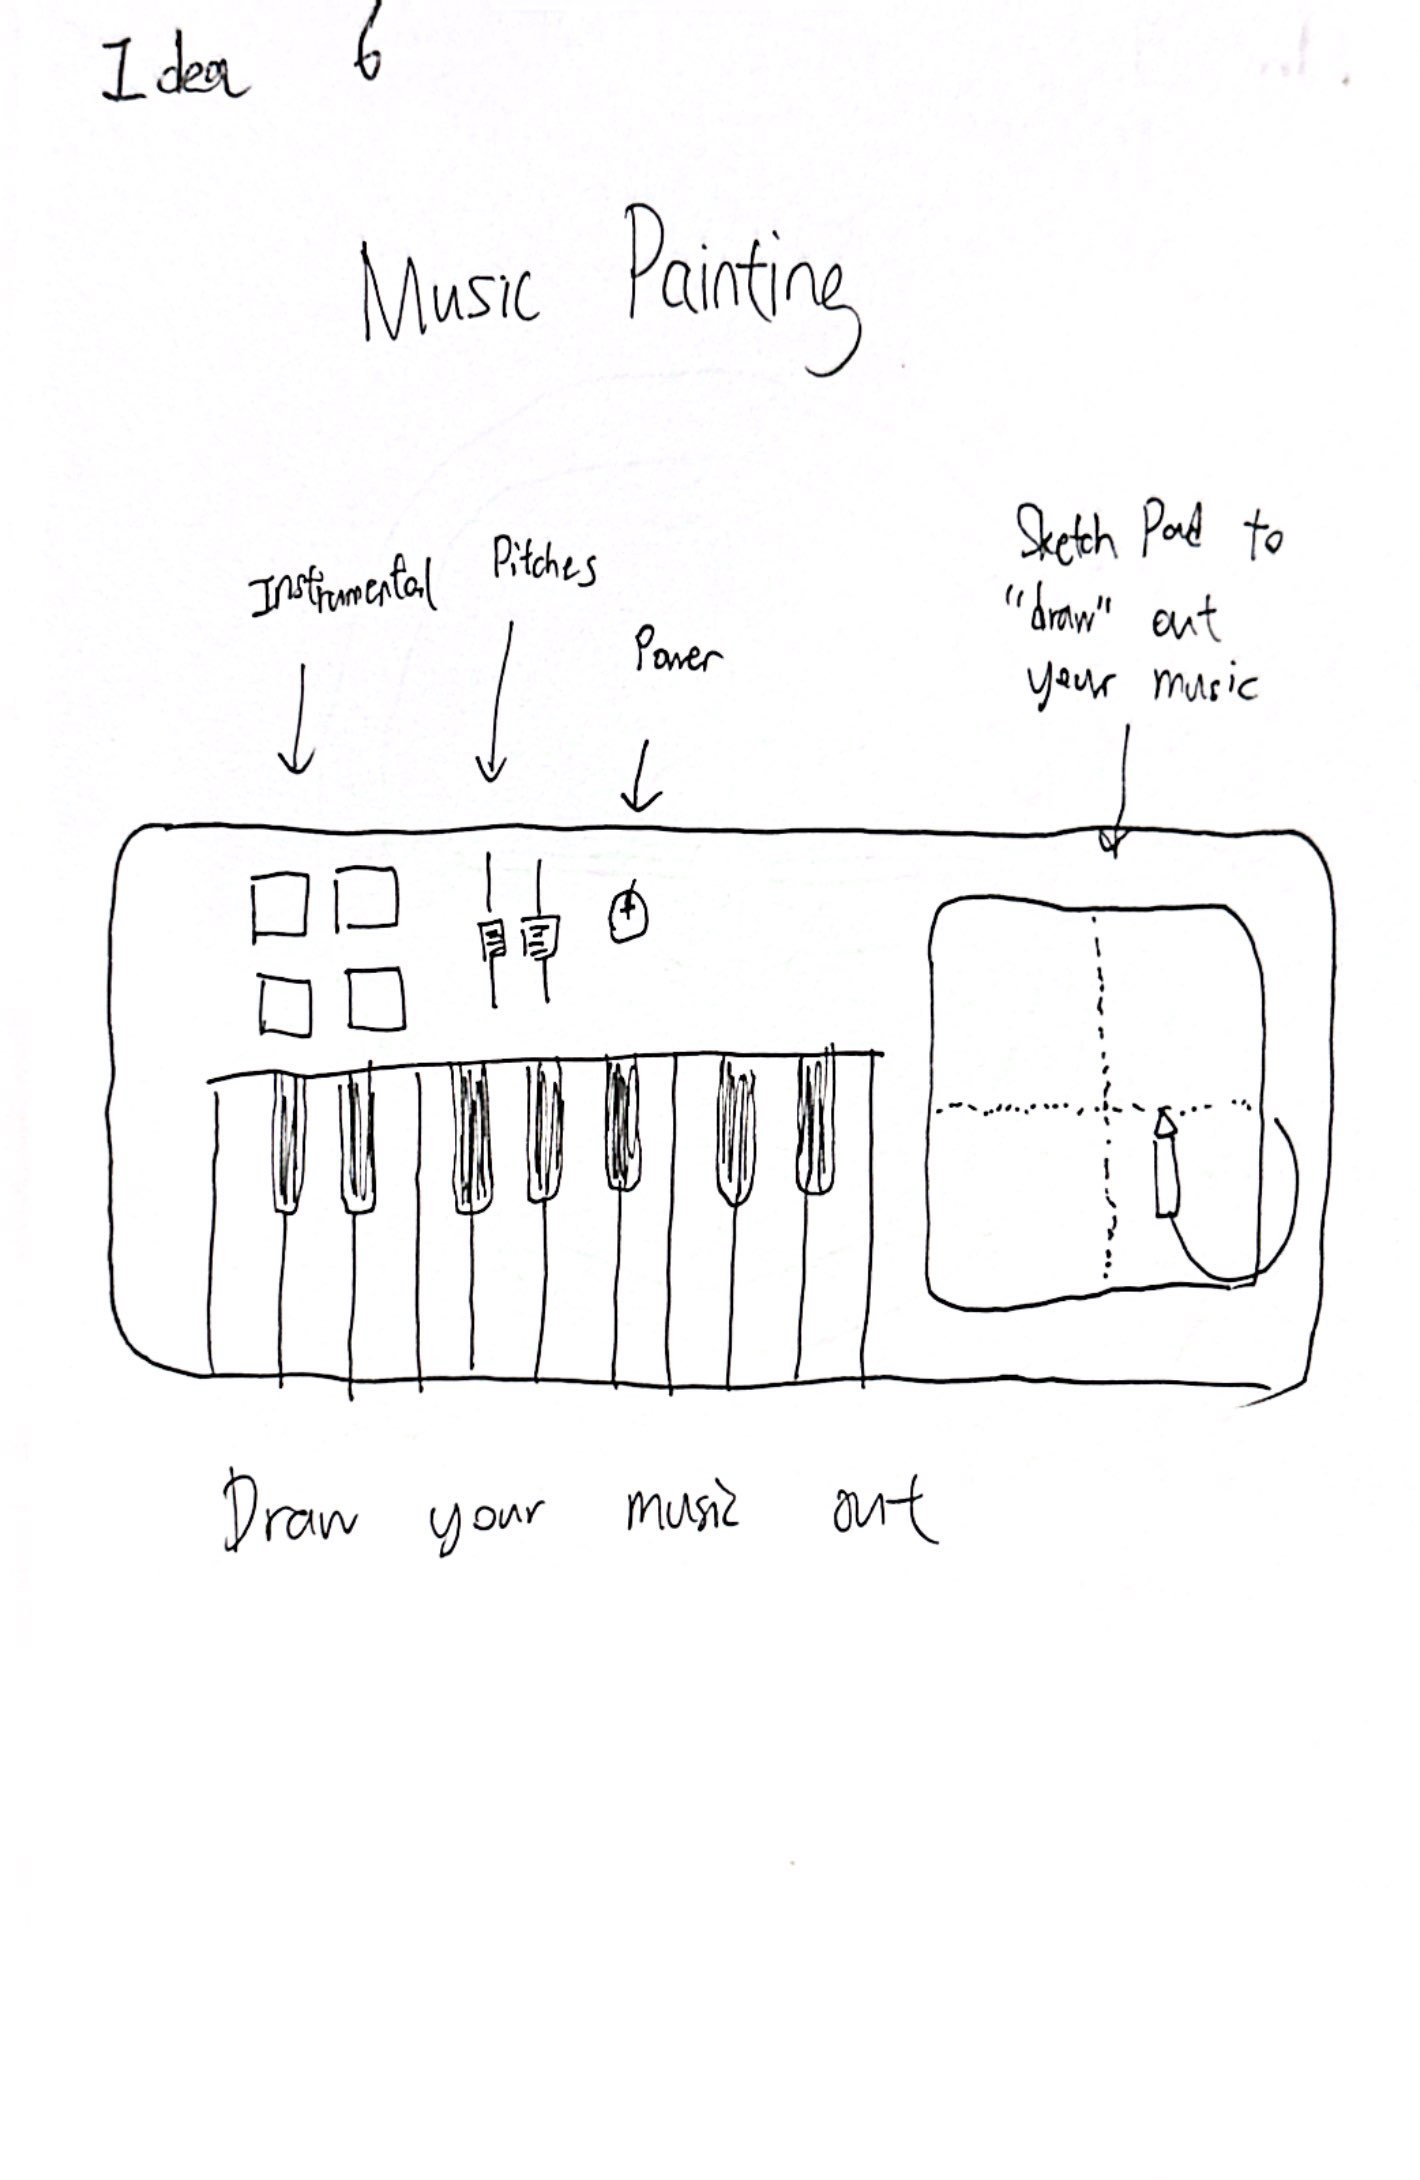 Idea 6
Music Painting
Instrumental
Pitches
Power
Sketch Pad to
"draw" out
your music
Draw your music out